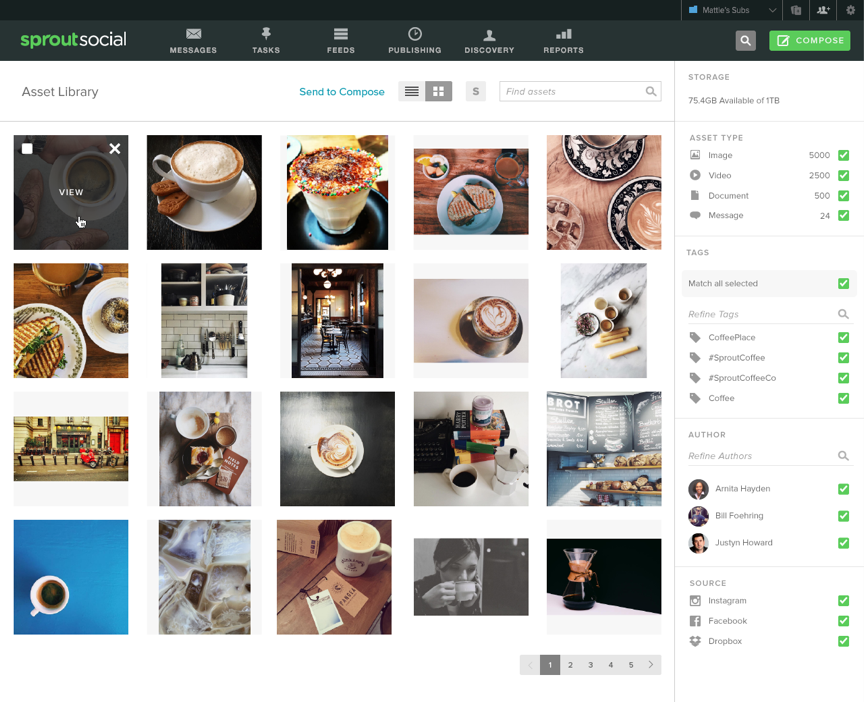 Mattie's Subs
sproutsocial
MESSAGES
TASKS
FEEDS
PUBLISHING
DISCOVERY
REPORTS
COMPOSE
Asset Library
Send to Compose
S
Find assets
VIEW
FIELD
NOTES
BROT
1
2
3
4
5
STORAGE
75.4GB Available of 1TB
ASSET TYPE
Image 5000
Video 2500
Document 500
Message 24
TAGS
Match all selected
Refine Tags
CoffeePlace
#SproutCoffee
#SproutCoffeeCo
Coffee
AUTHOR
Refine Authors
Arnita Hayden
Bill Foehring
Justyn Howard
SOURCE
Instagram
Facebook
Dropbox